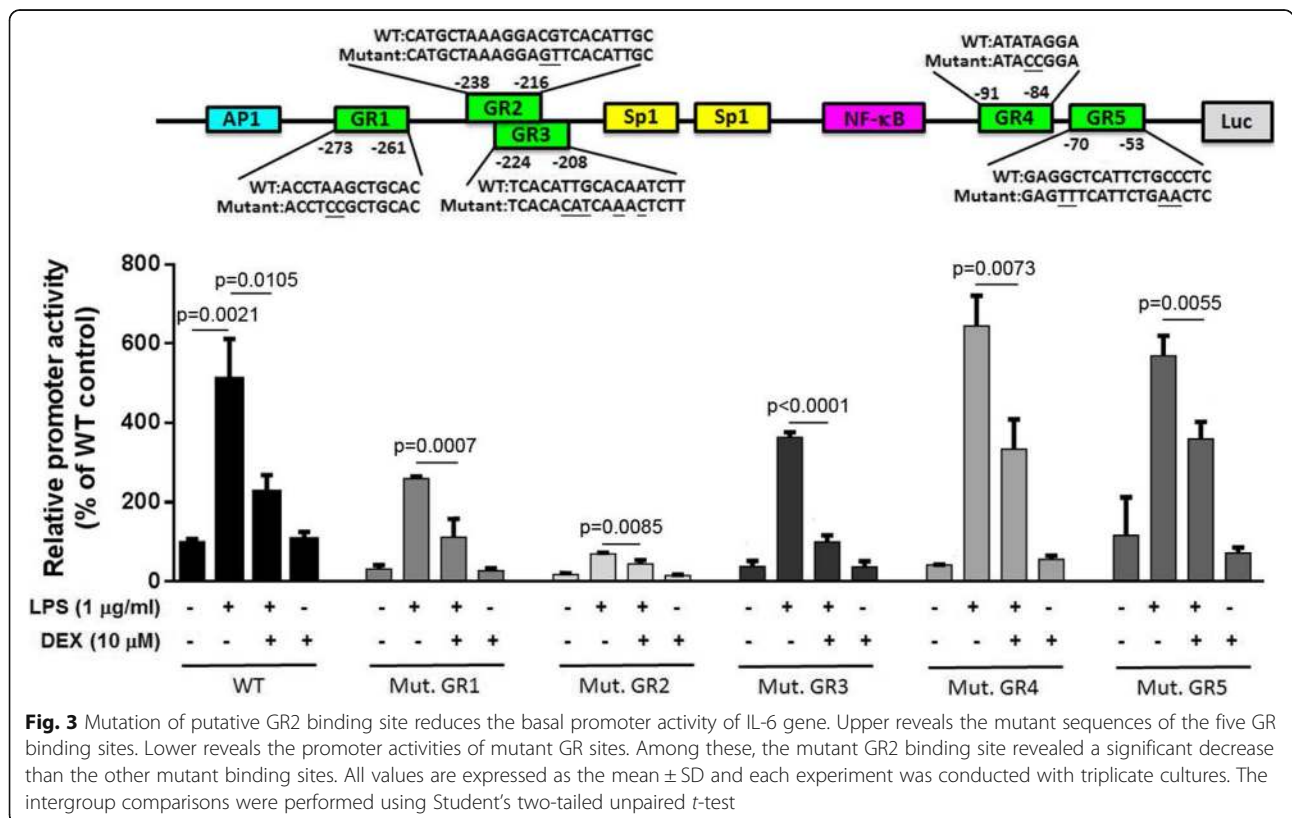 WT:CATGCTAAAGGACGTCACATTGC
Mutant:CATGCTAAAGGAGTTCACATTGC
WT:ATATAGGA
Mutant:ATACCGGA
-238 -216
-91 -84
AP1 GR1 GR2 Sp1 Sp1 NF-κB GR4 GR5 Luc
GR3
-273 -261
-224 -208
-70 -53
WT:ACCTAAGCTGCAC
Mutant:ACCTCCGCTGCAC
WT:TCACATTGCACAATCTT
Mutant:TCACACATCAAACTCTT
WT:GAGGCTCATTCTGCCCTC
Mutant:GAGTTTCATTCTGAACTC
Relative promoter activity
(% of WT control)
800
600
400
200
0
p=0.0021
p=0.0105
p=0.0007
p=0.0085
p<0.0001
p=0.0073
p=0.0055
LPS (1 µg/ml) - + + - - + + - - + + - - + + - - + + - - + + -
DEX (10 µM) - - + + - - + + - - + + - - + + - - + + - - + +
WT Mut. GR1 Mut. GR2 Mut. GR3 Mut. GR4 Mut. GR5
Fig. 3 Mutation of putative GR2 binding site reduces the basal promoter activity of IL-6 gene. Upper reveals the mutant sequences of the five GR
binding sites. Lower reveals the promoter activities of mutant GR sites. Among these, the mutant GR2 binding site revealed a significant decrease
than the other mutant binding sites. All values are expressed as the mean ± SD and each experiment was conducted with triplicate cultures. The
intergroup comparisons were performed using Student's two-tailed unpaired t-test